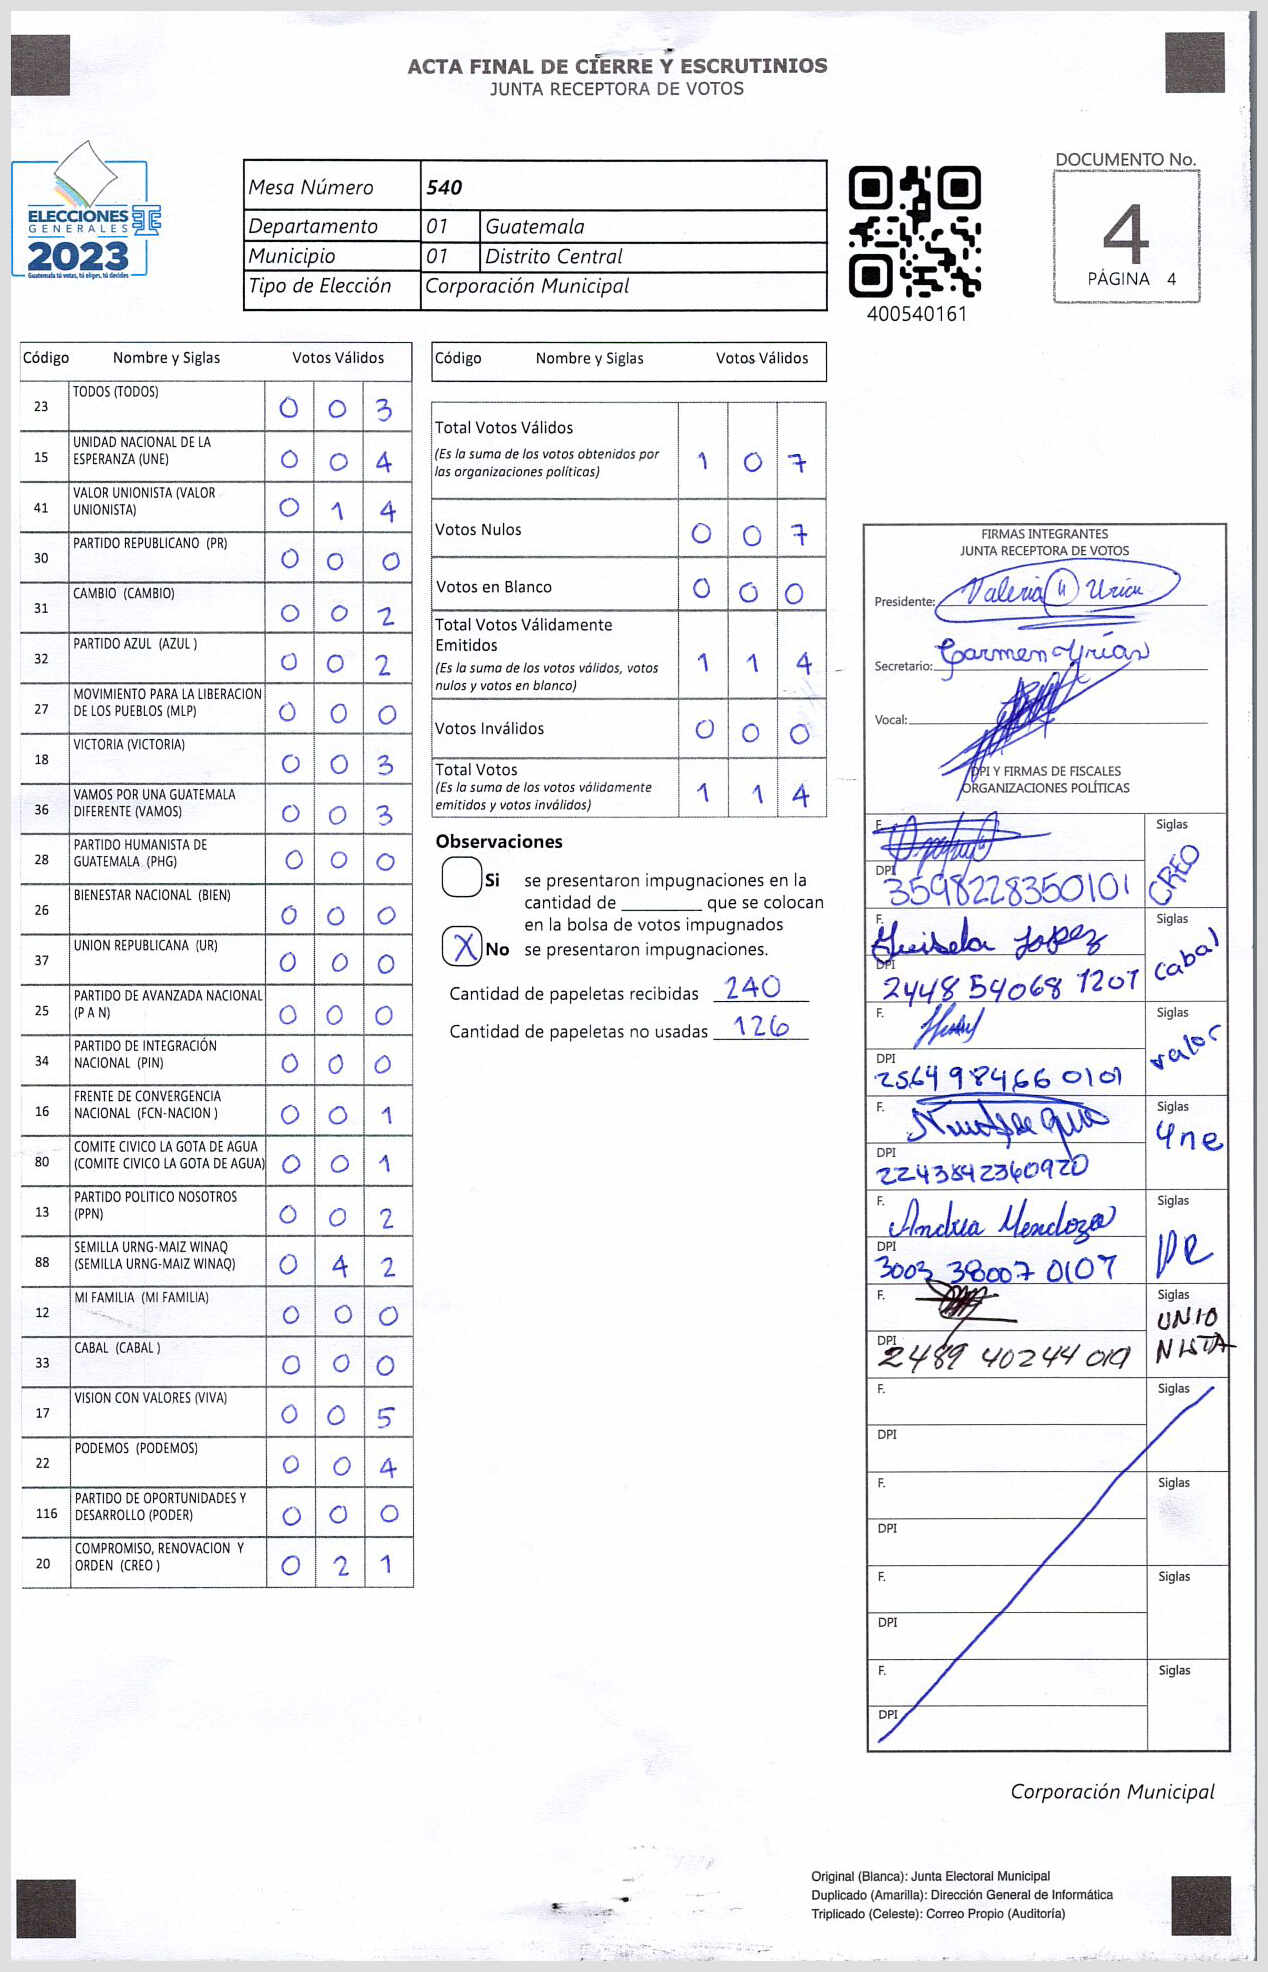 ACTA FINAL DE CIERRE Y ESCRUTINIOS
JUNTA RECEPTORA DE VOTOS
ELECCIONES
GENERALES
2023
Guatemala tú votas, tú eliges, tú decides
Mesa Número 540
Departamento 01 Guatemala
Municipio 01 Distrito Central
Tipo de Elección Corporación Municipal
400540161
DOCUMENTO No.
4
PÁGINA 4
Código Nombre y Siglas Votos Válidos
23 TODOS (TODOS) 0 0 3
15 UNIDAD NACIONAL DE LA
ESPERANZA (UNE) 0 0 4
41 VALOR UNIONISTA (VALOR
UNIONISTA) 0 1 4
30 PARTIDO REPUBLICANO (PR) 0 0 0
31 CAMBIO (CAMBIO) 0 0 2
32 PARTIDO AZUL (AZUL ) 0 0 2
27 MOVIMIENTO PARA LA LIBERACION
DE LOS PUEBLOS (MLP) 0 0 0
18 VICTORIA (VICTORIA) 0 0 3
36 VAMOS POR UNA GUATEMALA
DIFERENTE (VAMOS) 0 0 3
28 PARTIDO HUMANISTA DE
GUATEMALA (PHG) 0 0 0
26 BIENESTAR NACIONAL (BIEN) 0 0 0
37 UNION REPUBLICANA (UR) 0 0 0
25 PARTIDO DE AVANZADA NACIONAL
(P A N) 0 0 0
34 PARTIDO DE INTEGRACIÓN
NACIONAL (PIN) 0 0 0
16 FRENTE DE CONVERGENCIA
NACIONAL (FCN-NACION ) 0 0 1
80 COMITE CIVICO LA GOTA DE AGUA
(COMITE CIVICO LA GOTA DE AGUA) 0 0 1
13 PARTIDO POLITICO NOSOTROS
(PPN) 0 0 2
88 SEMILLA URNG-MAIZ WINAQ
(SEMILLA URNG-MAIZ WINAQ) 0 4 2
12 MI FAMILIA (MI FAMILIA) 0 0 0
33 CABAL (CABAL ) 0 0 0
17 VISION CON VALORES (VIVA) 0 0 5
22 PODEMOS (PODEMOS) 0 0 4
116 PARTIDO DE OPORTUNIDADES Y
DESARROLLO (PODER) 0 0 0
20 COMPROMISO, RENOVACION Y
ORDEN (CREO ) 0 2 1
Código Nombre y Siglas Votos Válidos
Total Votos Válidos
(Es la suma de los votos obtenidos por
las organizaciones políticas) 1 0 7
Votos Nulos 0 0 7
Votos en Blanco 0 0 0
Total Votos Válidamente
Emitidos
(Es la suma de los votos válidos, votos
nulos y votos en blanco) 1 1 4
Votos Inválidos 0 0 0
Total Votos
(Es la suma de los votos válidamente
emitidos y votos inválidos) 1 1 4
Observaciones
Si se presentaron impugnaciones en la
cantidad de ________ que se colocan
en la bolsa de votos impugnados
X No se presentaron impugnaciones.
Cantidad de papeletas recibidas 240
Cantidad de papeletas no usadas 126
FIRMAS INTEGRANTES
JUNTA RECEPTORA DE VOTOS
Presidente: Valeria
Secretario: Carmen
Vocal:
DPI Y FIRMAS DE FISCALES
ORGANIZACIONES POLÍTICAS
F. Siglas
DPI 3598228350101 CREO
F. Guisela Lopez Siglas
DPI 2448 54068 1201 Cabal
F. Siglas
DPI 2564 98466 0101 valor
F. Siglas
DPI 2243842360920 Une
F. Andrea Mendoza Siglas
DPI 3003 38007 0107 PR
F. Siglas
DPI 2489 40244 0101 UNIO
NISTA
F. Siglas
DPI
F. Siglas
DPI
F. Siglas
DPI
F. Siglas
DPI
Corporación Municipal
Original (Blanca): Junta Electoral Municipal
Duplicado (Amarilla): Dirección General de Informática
Triplicado (Celeste): Correo Propio (Auditoría)